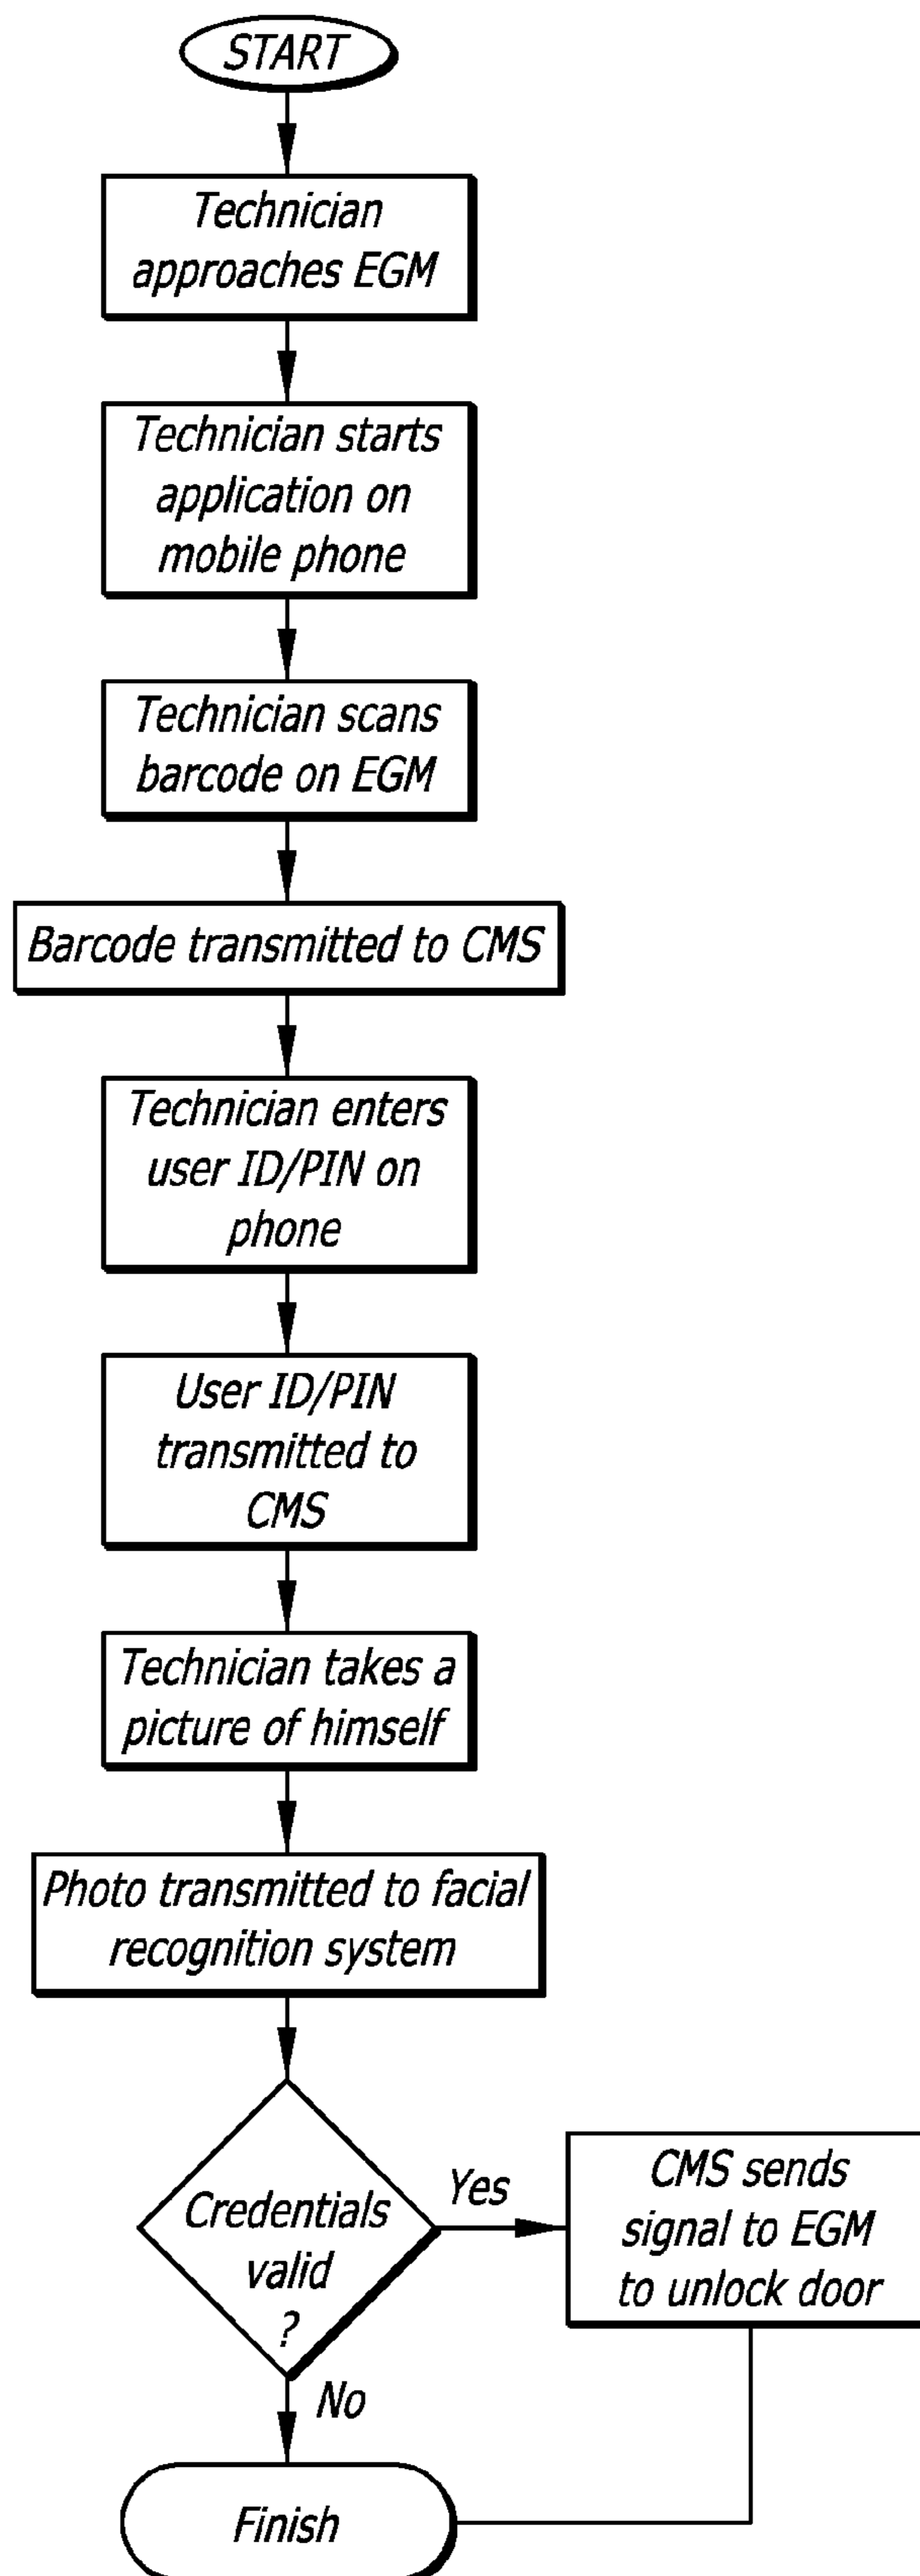 START
Technician
approaches EGM
Technician starts
application on
mobile phone
Technician scans
barcode on EGM
Barcode transmitted to CMS
Technician enters
user ID/PIN on
phone
User ID/PIN
transmitted to
CMS
Technician takes a
picture of himself
Photo transmitted to facial
recognition system
Credentials
valid
?
Yes
CMS sends
signal to EGM
to unlock door
No
Finish